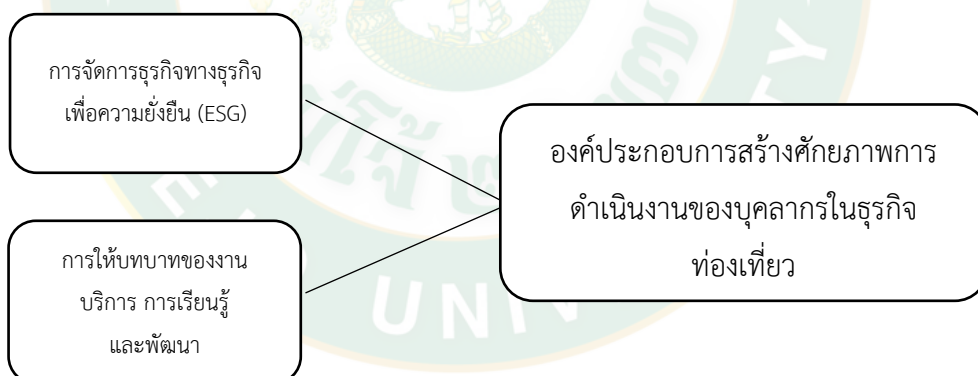 การจัดการธุรกิจทางธุรกิจ
เพื่อความยั่งยืน (ESG)
องค์ประกอบการสร้างศักยภาพการ
ดำเนินงานของบุคลากรในธุรกิจ
ท่องเที่ยว
การให้บทบาทของงาน
บริการ การเรียนรู้
และพัฒนา